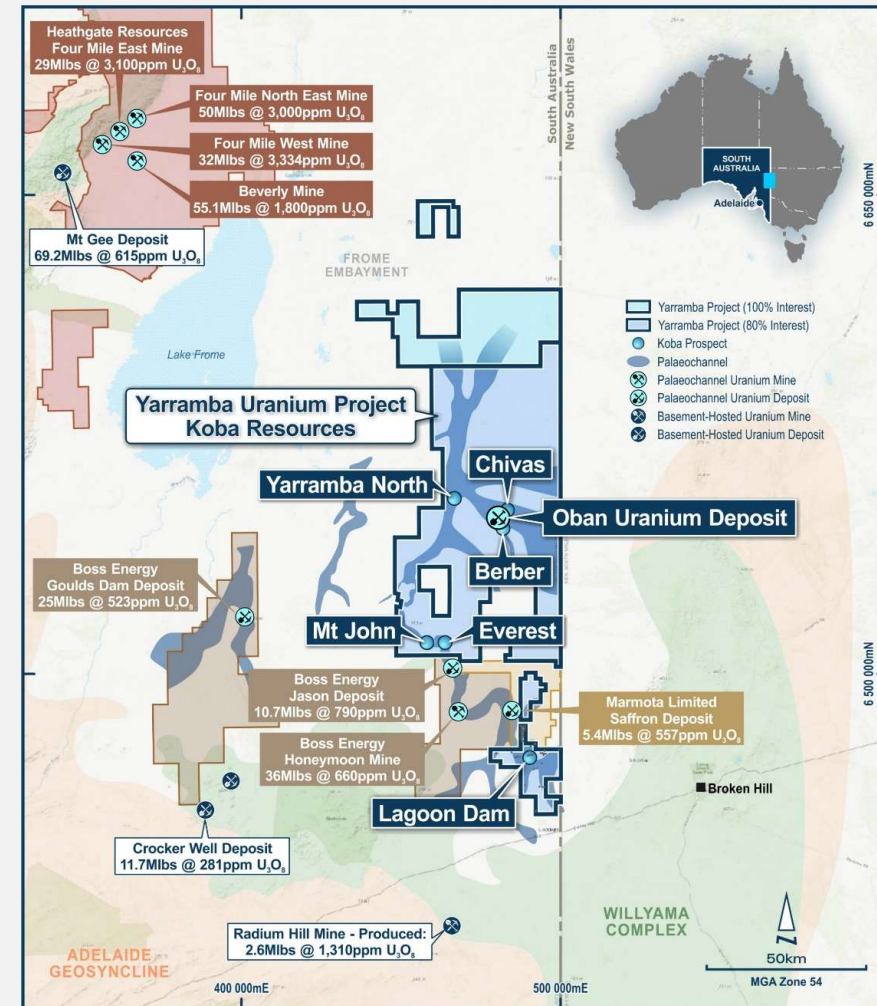 Heathgate Resources
Four Mile East Mine
29Mlbs @ 3,100ppm U₃O₈
Four Mile North East Mine
50Mlbs @ 3,000ppm U₃O₈
Four Mile West Mine
32Mlbs @ 3,334ppm U₃O₈
Beverly Mine
55.1Mlbs @ 1,800ppm U₃O₈
Mt Gee Deposit
69.2Mlbs @ 615ppm U₃O₈
South Australia
New South Wales
SOUTH
AUSTRALIA
Adelaide
6 650 000mN
FROME
EMBAYMENT
Lake Frome
Yarramba Project (100% Interest)
Yarramba Project (80% Interest)
Koba Prospect
Palaeochannel
Palaeochannel Uranium Mine
Palaeochannel Uranium Deposit
Basement-Hosted Uranium Mine
Basement-Hosted Uranium Deposit
Yarramba Uranium Project
Koba Resources
Chivas
Yarramba North
Oban Uranium Deposit
Berber
Boss Energy
Goulds Dam Deposit
25Mlbs @ 523ppm U₃O₈
Mt John
Everest
6 500 000mN
Boss Energy
Jason Deposit
10.7Mlbs @ 790ppm U₃O₈
Marmota Limited
Saffron Deposit
5.4Mlbs @ 557ppm U₃O₈
Boss Energy
Honeymoon Mine
36Mlbs @ 660ppm U₃O₈
Broken Hill
Lagoon Dam
Crocker Well Deposit
11.7Mlbs @ 281ppm U₃O₈
Radium Hill Mine - Produced:
2.6Mlbs @ 1,310ppm U₃O₈
WILLYAMA
COMPLEX
ADELAIDE
GEOSYNCLINE
N
50km
MGA Zone 54
400 000mE
500 000mE